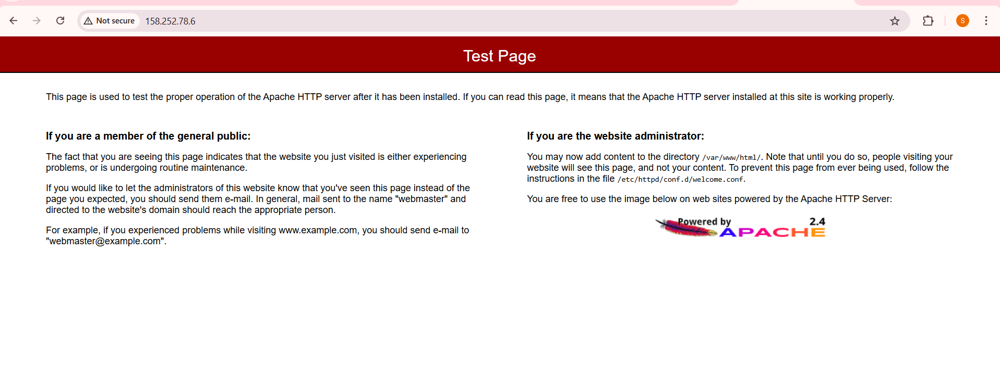 Not secure 158.252.78.6
S
Test Page
This page is used to test the proper operation of the Apache HTTP server after it has been installed. If you can read this page, it means that the Apache HTTP server installed at this site is working properly.
If you are a member of the general public:
The fact that you are seeing this page indicates that the website you just visited is either experiencing
problems, or is undergoing routine maintenance.
If you would like to let the administrators of this website know that you've seen this page instead of the
page you expected, you should send them e-mail. In general, mail sent to the name "webmaster" and
directed to the website's domain should reach the appropriate person.
For example, if you experienced problems while visiting www.example.com, you should send e-mail to
"webmaster@example.com".
If you are the website administrator:
You may now add content to the directory /var/www/html/. Note that until you do so, people visiting your
website will see this page, and not your content. To prevent this page from ever being used, follow the
instructions in the file /etc/httpd/conf.d/welcome.conf.
You are free to use the image below on web sites powered by the Apache HTTP Server:
Powered by 2.4
APACHE